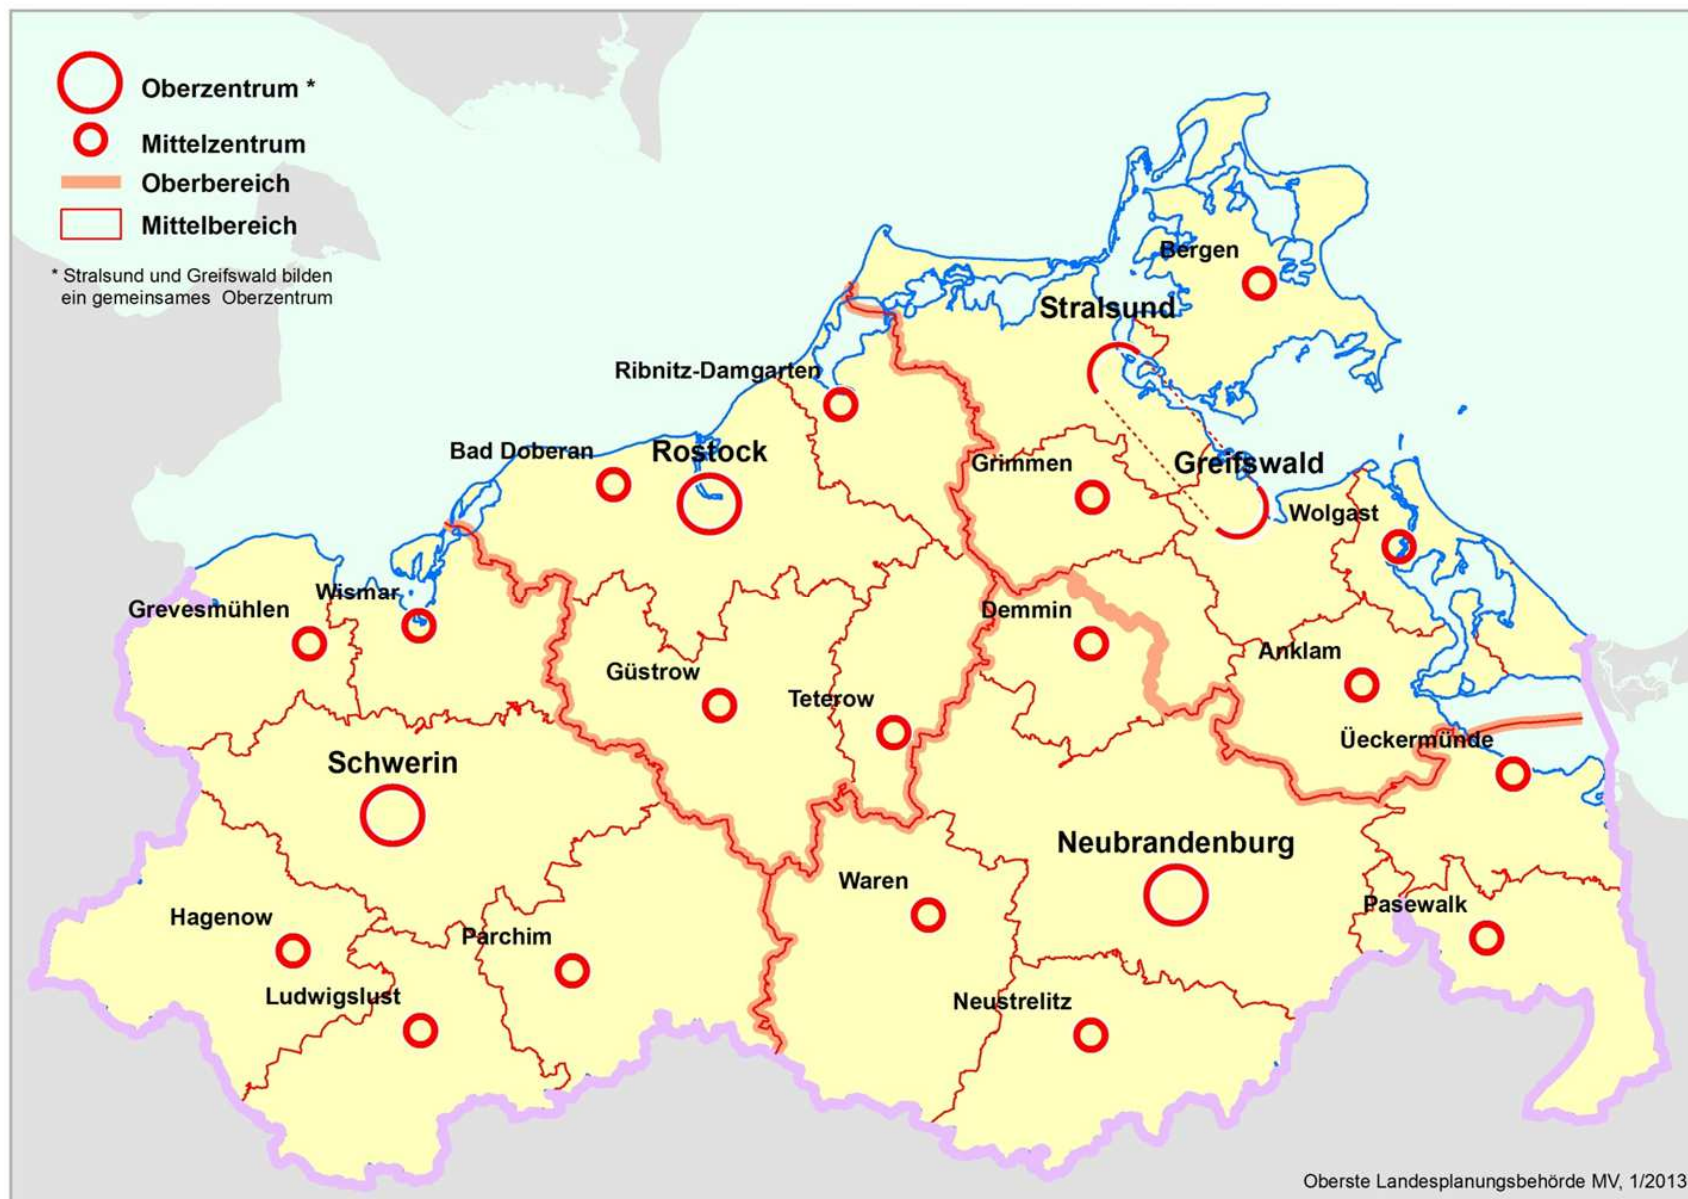 Oberzentrum *
Mittelzentrum
Oberbereich
Mittelbereich
* Stralsund und Greifswald bilden
ein gemeinsames Oberzentrum
Bergen
Stralsund
Ribnitz-Damgarten
Bad Doberan
Rostock
Grimmen
Greifswald
Wolgast
Wismar
Grevesmühlen
Demmin
Anklam
Güstrow
Teterow
Üeckermünde
Schwerin
Neubrandenburg
Waren
Pasewalk
Hagenow
Parchim
Ludwigslust
Neustrelitz
Oberste Landesplanungsbehörde MV, 1/2013